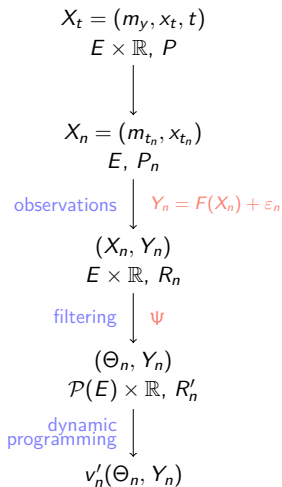 X_t = (m_y, x_t, t)
E × ℝ, P
X_n = (m_{t_n}, x_{t_n})
E, P_n
observations Y_n = F(X_n) + ε_n
(X_n, Y_n)
E × ℝ, R_n
filtering Ψ
(Θ_n, Y_n)
𝒫(E) × ℝ, R'_n
dynamic
programming
v'_n(Θ_n, Y_n)